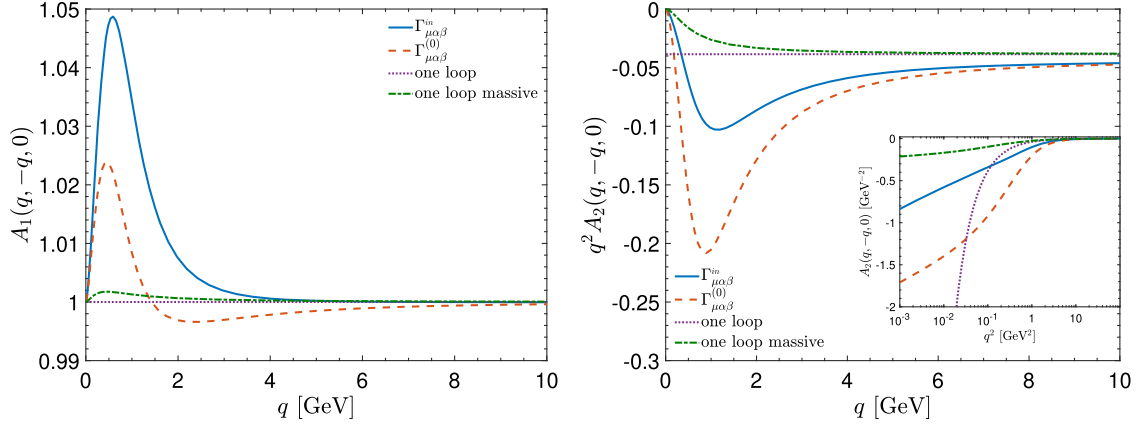 1.05
1.04
1.03
1.02
1.01
1
0.99
A₁(q, −q, 0)
Γⁱⁿ_μαβ
Γ⁽⁰⁾_μαβ
one loop
one loop massive
0 2 4 6 8 10
q [GeV]
-0
-0.05
-0.1
-0.15
-0.2
-0.25
-0.3
q²A₂(q, −q, 0)
Γⁱⁿ_μαβ
Γ⁽⁰⁾_μαβ
one loop
one loop massive
0 2 4 6 8 10
q [GeV]
0
-0.5
-1
-1.5
-2
A₂(q, −q, 0) [GeV⁻²]
10⁻³ 10⁻² 10⁻¹ 1 10
q² [GeV²]